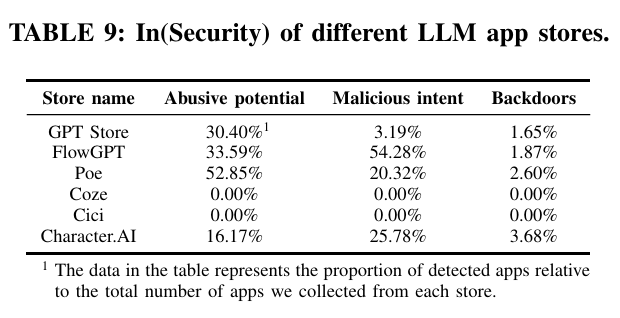 TABLE 9: In(Security) of different LLM app stores.
Store name Abusive potential Malicious intent Backdoors
GPT Store 30.40%1 3.19% 1.65%
FlowGPT 33.59% 54.28% 1.87%
Poe 52.85% 20.32% 2.60%
Coze 0.00% 0.00% 0.00%
Cici 0.00% 0.00% 0.00%
Character.AI 16.17% 25.78% 3.68%
1 The data in the table represents the proportion of detected apps relative
to the total number of apps we collected from each store.